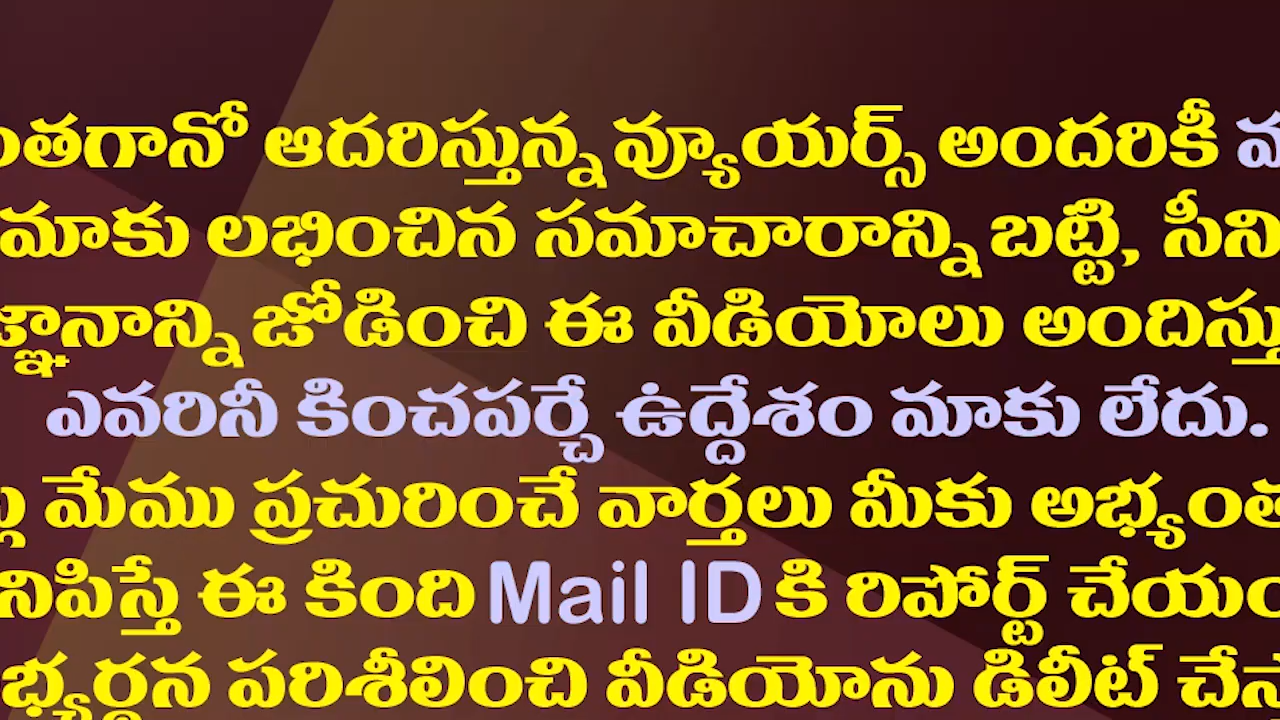 ంతగానో ఆదరిస్తున్న వ్యూయర్స్ అందరికీ
మాకు లభించిన సమాచారాన్ని బట్టి, సీని
జ్ఞానాన్ని జోడించి ఈ వీడియోలు అందిస్తు
ఎవరినీ కించపర్చే ఉద్దేశం మాకు లేదు.
మేము ప్రచురించే వార్తలు మీకు అభ్యంత
నిపిస్తే ఈ కింది Mail ID కి రిపోర్ట్ చేయం
భ్యర్థన పరిశీలించి వీడియోను డిలీట్ చేస